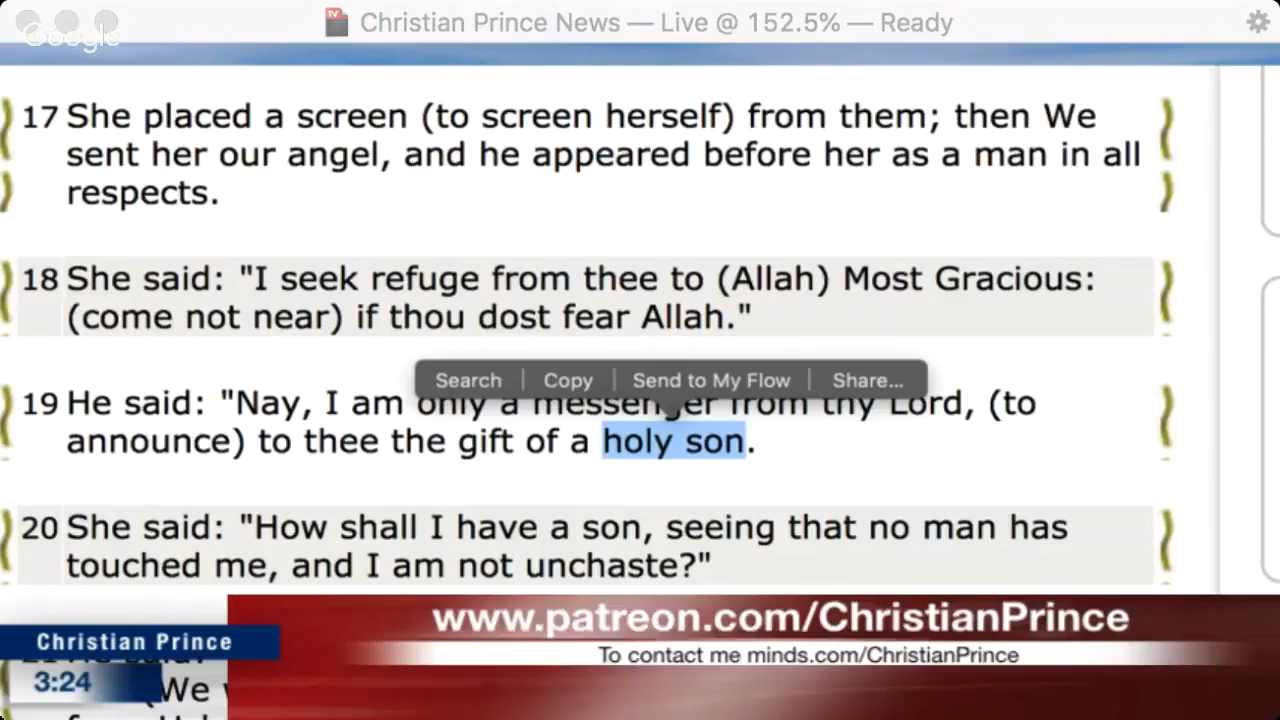 Christian Prince News — Live @ 152.5% — Ready
Google
17 She placed a screen (to screen herself) from them; then We
sent her our angel, and he appeared before her as a man in all
respects.
18 She said: "I seek refuge from thee to (Allah) Most Gracious:
(come not near) if thou dost fear Allah."
Search Copy Send to My Flow Share...
19 He said: "Nay, I am only a messenger from thy Lord, (to
announce) to thee the gift of a holy son.
20 She said: "How shall I have a son, seeing that no man has
touched me, and I am not unchaste?"
www.patreon.com/ChristianPrince
Christian Prince
To contact me minds.com/ChristianPrince
3:24
We